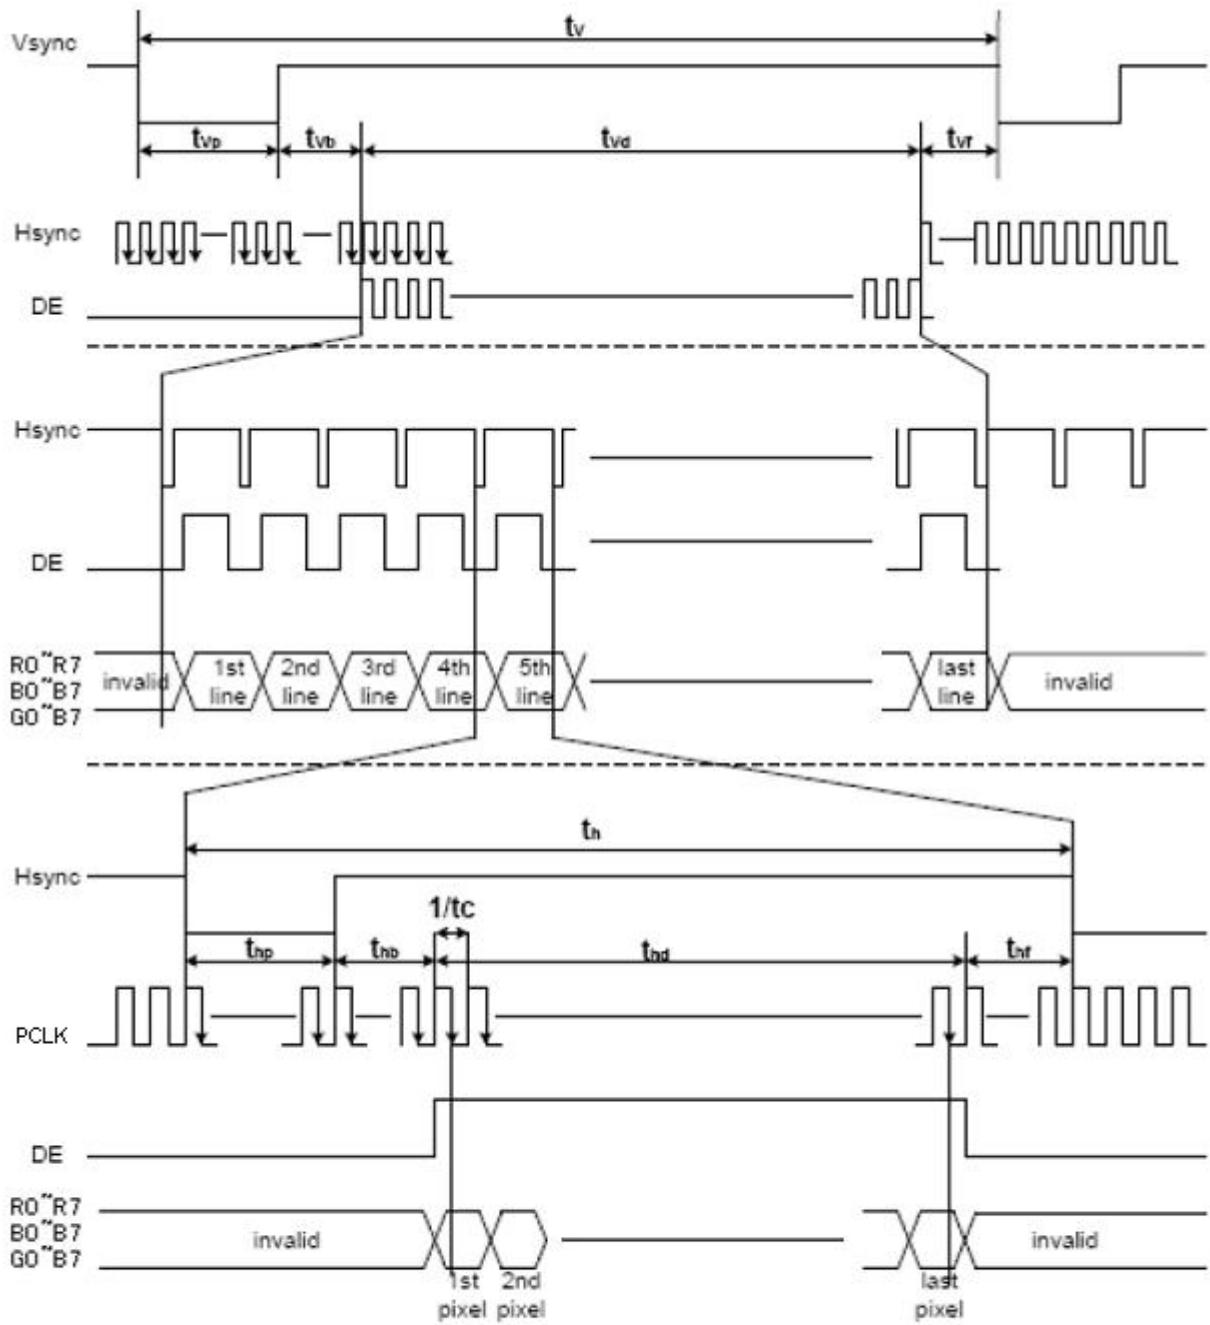 tv
Vsync
tvp tvb tvd tvf
Hsync
DE
Hsync
DE
R0~R7
B0~B7
G0~B7
invalid
1st line
2nd line
3rd line
4th line
5th line
last line
invalid
th
Hsync
1/tc
thp thb thd thf
PCLK
DE
R0~R7
B0~B7
G0~B7
invalid
invalid
1st pixel
2nd pixel
last pixel